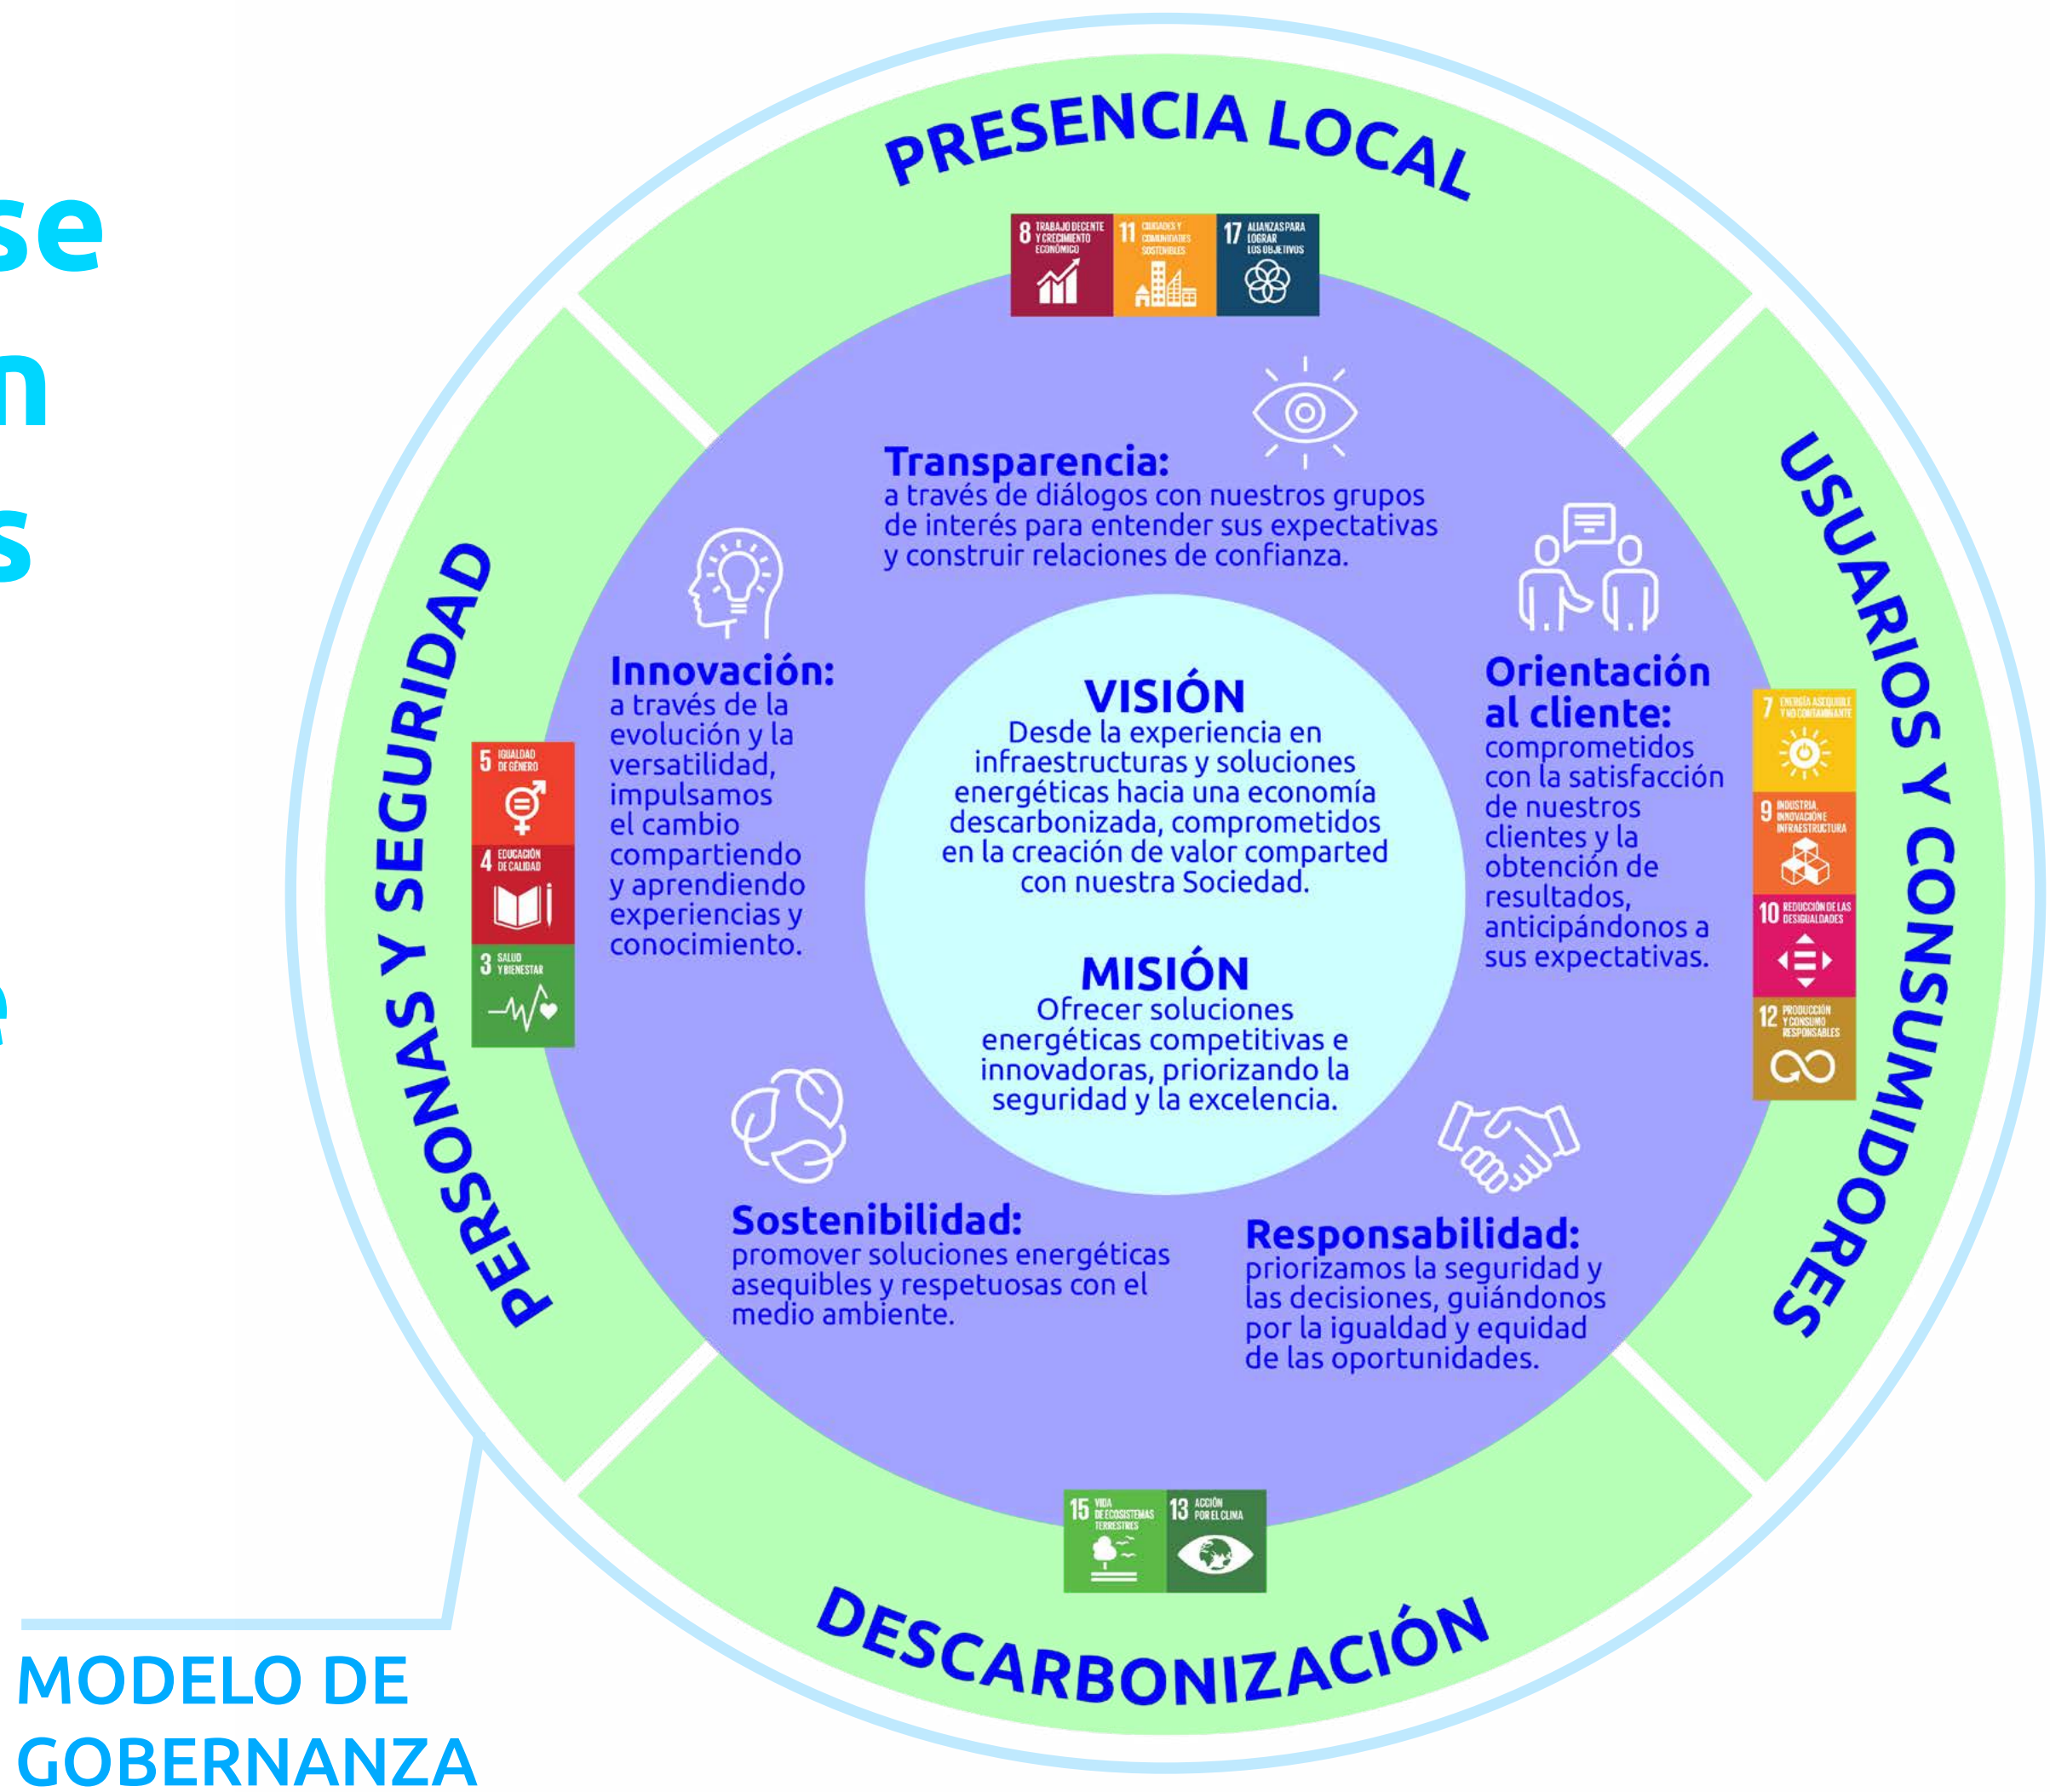 se
n
s
e
PRESENCIA LOCAL
8 TRABAJO DECENTE
Y CRECIMIENTO
ECONÓMICO
11 CIUDADES Y
COMUNIDADES
SOSTENIBLES
17 ALIANZAS PARA
LOGRAR
LOS OBJETIVOS
Transparencia:
a través de diálogos con nuestros grupos
de interés para entender sus expectativas
y construir relaciones de confianza.
PERSONAS Y SEGURIDAD
5 IGUALDAD
DE GÉNERO
4 EDUCACIÓN
DE CALIDAD
3 SALUD
Y BIENESTAR
Innovación:
a través de la
evolución y la
versatilidad,
impulsamos
el cambio
compartiendo
y aprendiendo
experiencias y
conocimiento.
VISIÓN
Desde la experiencia en
infraestructuras y soluciones
energéticas hacia una economía
descarbonizada, comprometidos
en la creación de valor comparted
con nuestra Sociedad.
MISIÓN
Ofrecer soluciones
energéticas competitivas e
innovadoras, priorizando la
seguridad y la excelencia.
Orientación
al cliente:
comprometidos
con la satisfacción
de nuestros
clientes y la
obtención de
resultados,
anticipándonos a
sus expectativas.
7 ENERGÍA ASEQUIBLE
Y NO CONTAMINANTE
9 INDUSTRIA,
INNOVACIÓN E
INFRAESTRUCTURA
10 REDUCCIÓN DE LAS
DESIGUALDADES
12 PRODUCCIÓN
Y CONSUMO
RESPONSABLES
USUARIOS Y CONSUMIDORES
Sostenibilidad:
promover soluciones energéticas
asequibles y respetuosas con el
medio ambiente.
Responsabilidad:
priorizamos la seguridad y
las decisiones, guiándonos
por la igualdad y equidad
de las oportunidades.
15 VIDA
DE ECOSISTEMAS
TERRESTRES
13 ACCIÓN
POR EL CLIMA
DESCARBONIZACIÓN
MODELO DE
GOBERNANZA